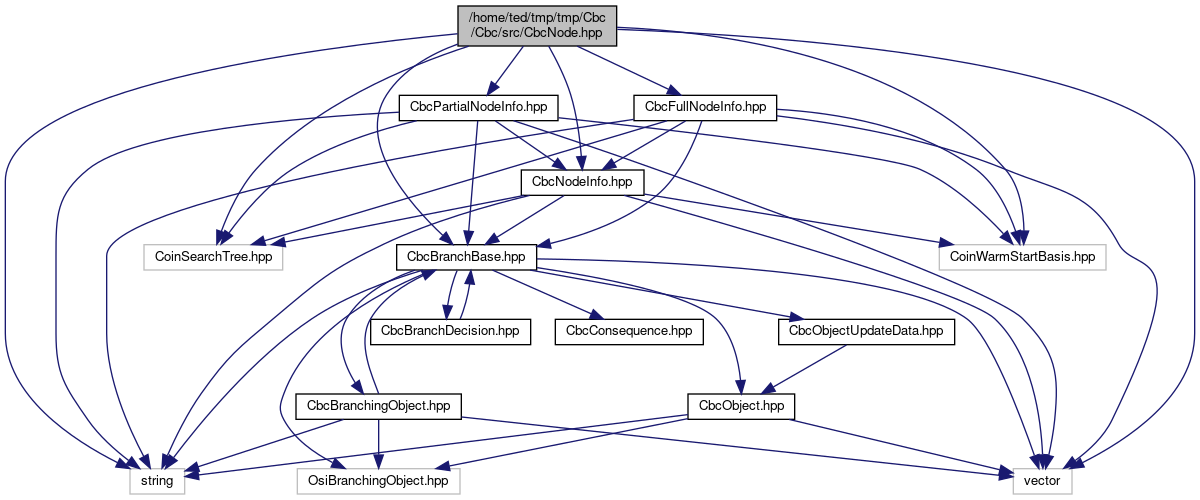 /home/ted/tmp/tmp/Cbc
/Cbc/src/CbcNode.hpp
CbcPartialNodeInfo.hpp
CbcFullNodeInfo.hpp
CbcNodeInfo.hpp
CoinSearchTree.hpp
CbcBranchBase.hpp
CoinWarmStartBasis.hpp
CbcBranchDecision.hpp
CbcConsequence.hpp
CbcObjectUpdateData.hpp
CbcBranchingObject.hpp
CbcObject.hpp
string
OsiBranchingObject.hpp
vector